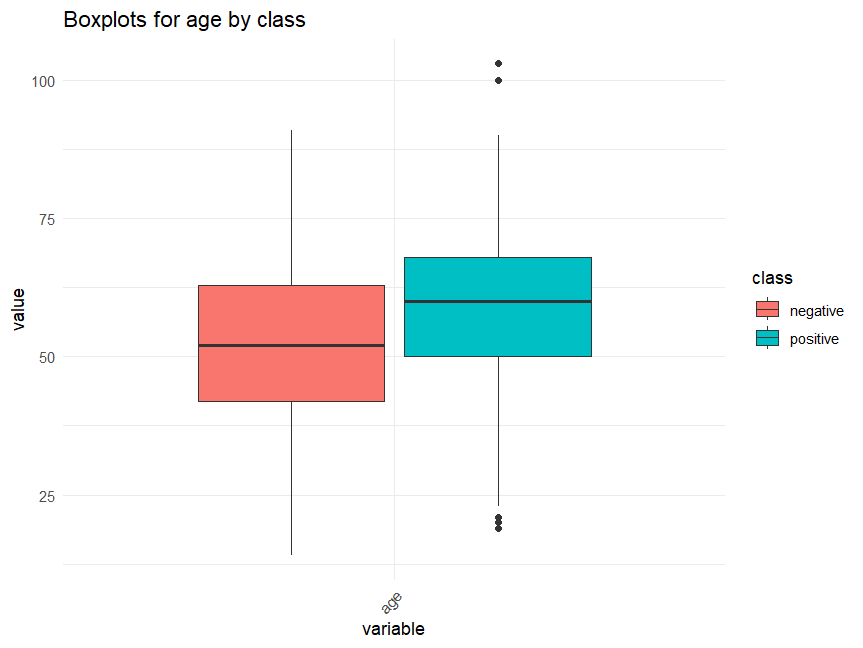 Boxplots for age by class
100
75
50
25
value
age
variable
class
negative
positive